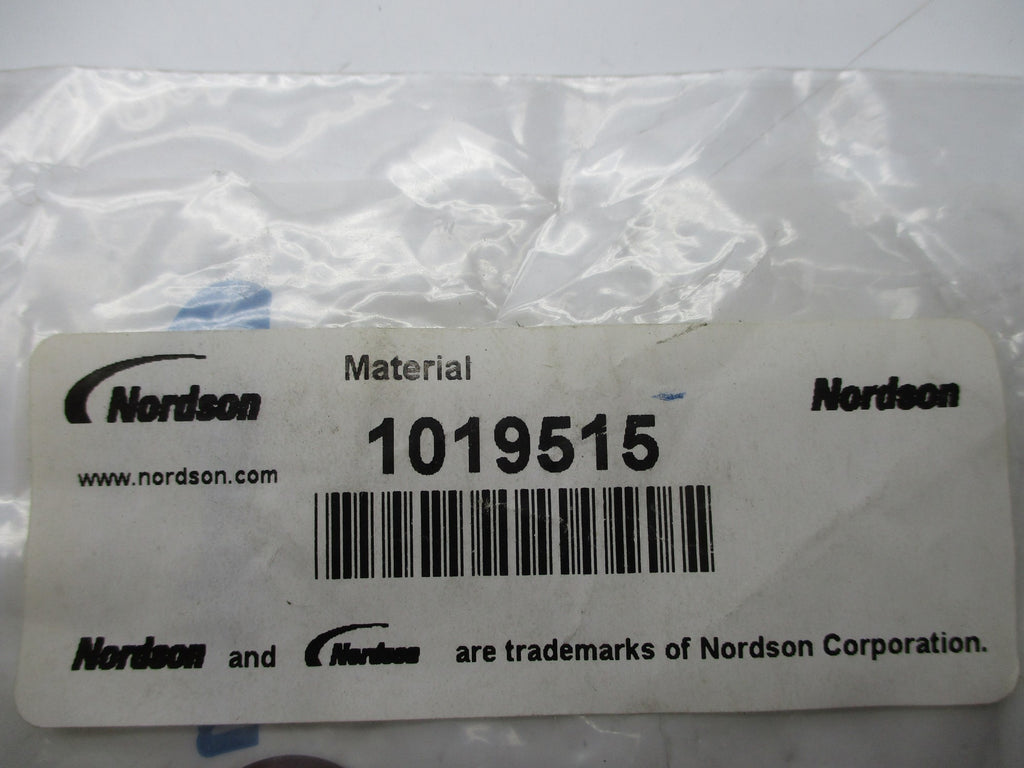 Nordson
Material
Nordson
1019515
www.nordson.com
Nordson and Nordson are trademarks of Nordson Corporation.